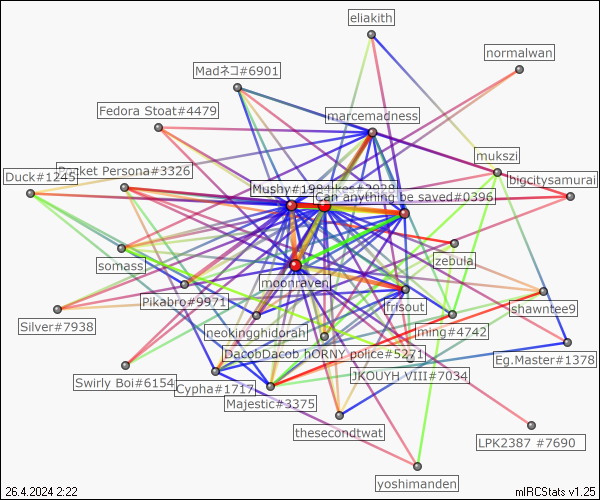 eliakith
normalwan
Madネコ#6901
Fedora Stoat#4479
marcemadness
mukszi
Duck#1245
Persona#3326
bigcitysamurai
Mushy#1984
likes#2028
Can anything be saved#0396
somass
zebula
moonraven
Pikabro#9971
frisout
shawntee9
Silver#7938
neokingghidorah
ming#4742
DacobDacob hORNY police#5271
Eg.Master#1378
Swirly Boi#6154
Cypha#1717
JKOUYH VIII#7034
Majestic#3375
thesecondtwat
LPK2387 #7690
yoshimanden
26.4.2024 2:22
mIRCStats v1.25